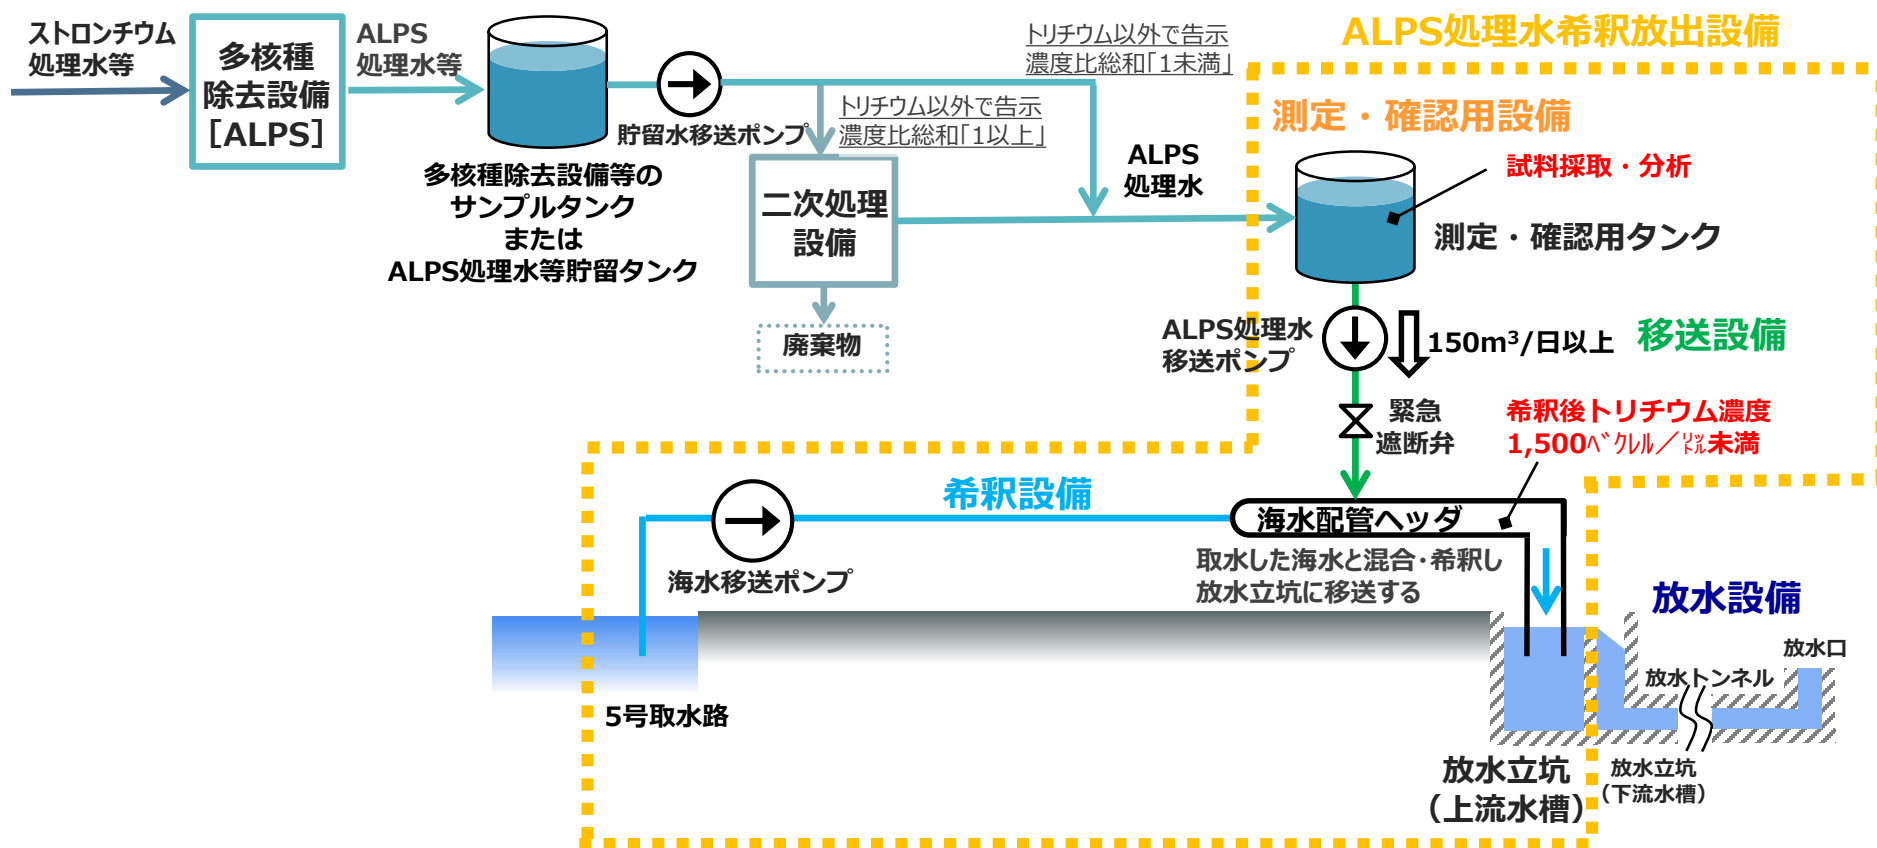 ストロンチウム
処理水等
多核種
除去設備
[ALPS]
ALPS
処理水等
多核種除去設備等の
サンプルタンク
または
ALPS処理水等貯留タンク
貯留水移送ポンプ
トリチウム以外で告示
濃度比総和｢1未満｣
トリチウム以外で告示
濃度比総和｢1以上｣
二次処理
設備
廃棄物
ALPS
処理水
ALPS処理水希釈放出設備
測定・確認用設備
試料採取・分析
測定・確認用タンク
ALPS処理水
移送ポンプ
150m³/日以上
移送設備
緊急
遮断弁
希釈後トリチウム濃度
1,500ﾍﾞｸﾚﾙ／ﾘｯﾄﾙ未満
希釈設備
海水移送ポンプ
海水配管ヘッダ
取水した海水と混合･希釈し
放水立坑に移送する
5号取水路
放水設備
放水口
放水トンネル
放水立坑
（上流水槽）
放水立坑
（下流水槽）